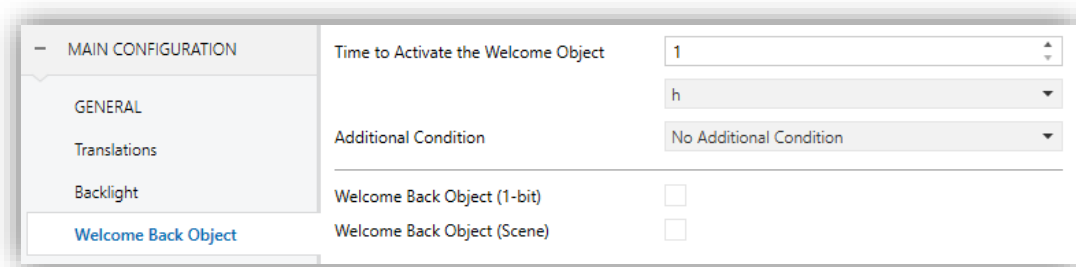 MAIN CONFIGURATION
GENERAL
Translations
Backlight
Welcome Back Object
Time to Activate the Welcome Object
1
h
Additional Condition
No Additional Condition
Welcome Back Object (1-bit)
Welcome Back Object (Scene)